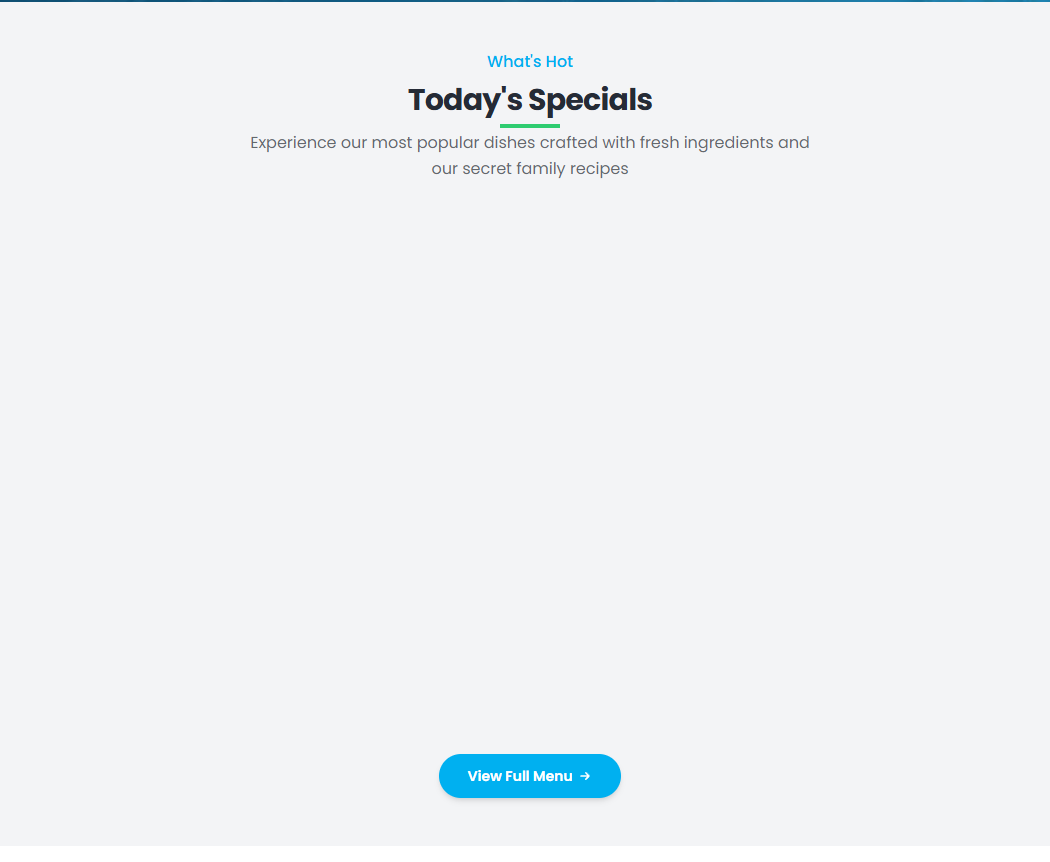 What's Hot
Today's Specials
Experience our most popular dishes crafted with fresh ingredients and
our secret family recipes
View Full Menu →